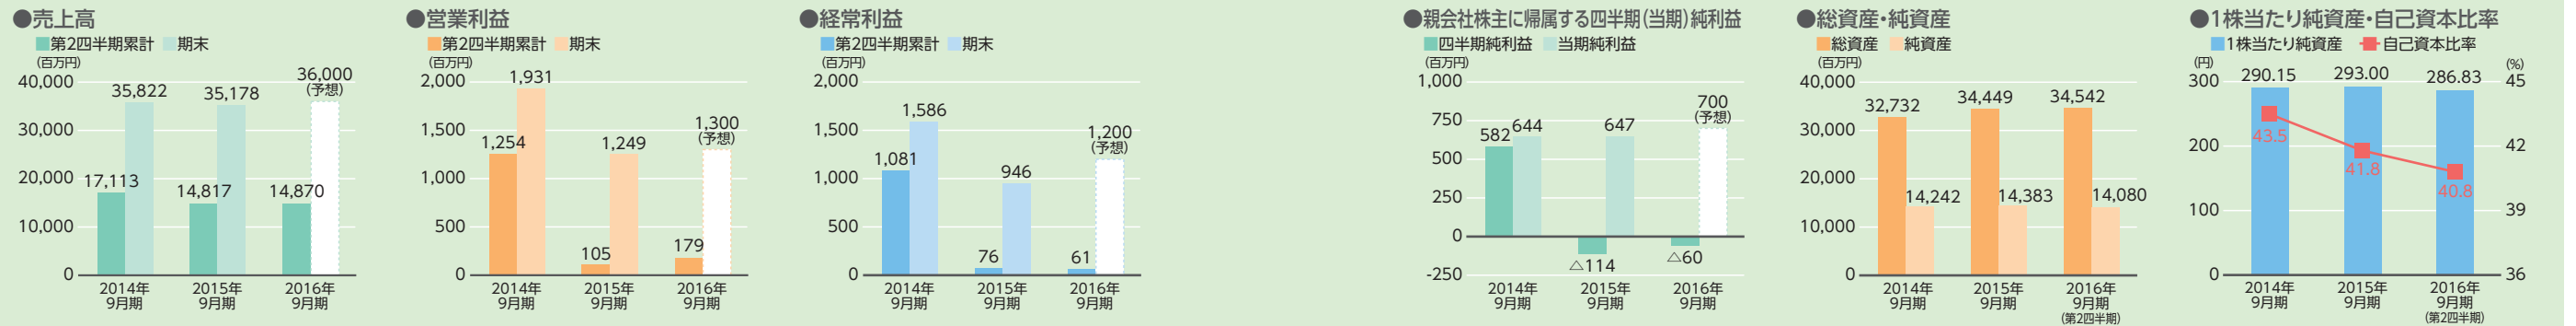 ●売上高
第2四半期累計 期末
(百万円)
40,000
30,000
20,000
10,000
0
17,113
35,822
14,817
35,178
14,870
36,000
(予想)
2014年
9月期
2015年
9月期
2016年
9月期
●営業利益
第2四半期累計 期末
(百万円)
2,000
1,500
1,000
500
0
1,254
1,931
105
1,249
179
1,300
(予想)
2014年
9月期
2015年
9月期
2016年
9月期
●経常利益
第2四半期累計 期末
(百万円)
2,000
1,500
1,000
500
0
1,081
1,586
76
946
61
1,200
(予想)
2014年
9月期
2015年
9月期
2016年
9月期
●親会社株主に帰属する四半期(当期)純利益
四半期純利益 当期純利益
(百万円)
1,000
750
500
250
0
-250
582
644
△114
647
△60
700
(予想)
2014年
9月期
2015年
9月期
2016年
9月期
●総資産・純資産
総資産 純資産
(百万円)
40,000
30,000
20,000
10,000
0
32,732
14,242
34,449
14,383
34,542
14,080
2014年
9月期
2015年
9月期
2016年
9月期
(第2四半期)
●1株当たり純資産・自己資本比率
1株当たり純資産 自己資本比率
(円)
300
200
100
0
(%)
45
42
39
36
290.15
293.00
286.83
43.5
41.8
40.8
2014年
9月期
2015年
9月期
2016年
9月期
(第2四半期)